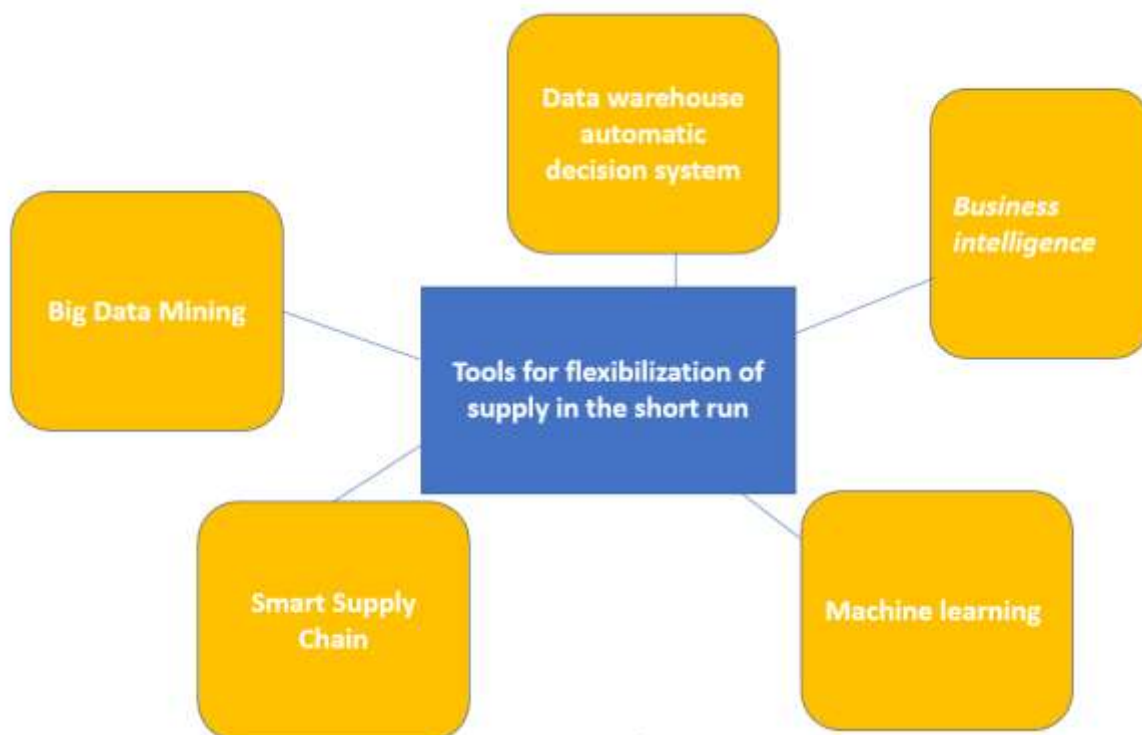 Data warehouse
automatic
decision system
Business
intelligence
Big Data Mining
Tools for flexibilization of
supply in the short run
Smart Supply
Chain
Machine learning